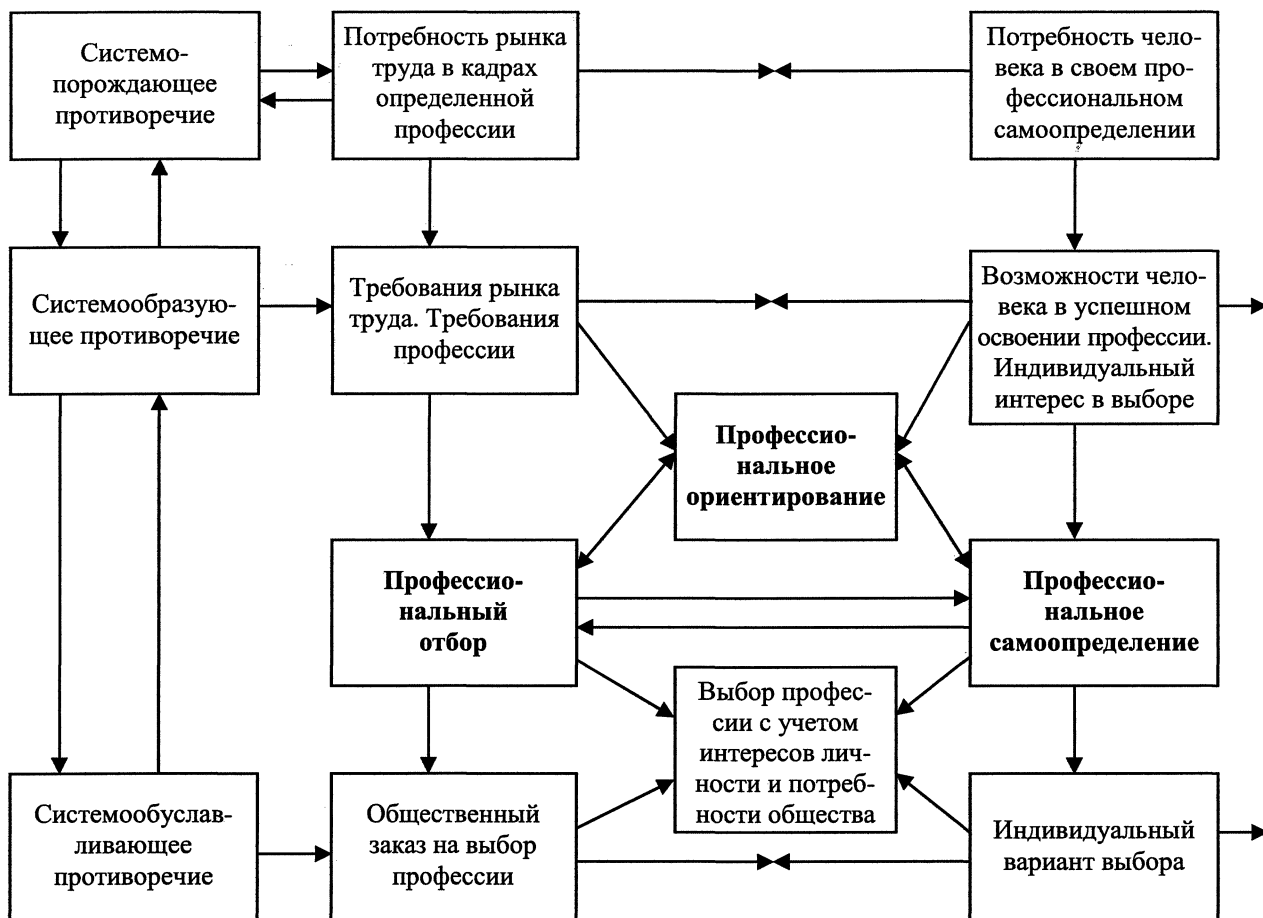 Системо-
порождающее
противоречие
Потребность рынка
труда в кадрах
определенной
профессии
Потребность чело-
века в своем про-
фессиональном
самоопределении
Системообразую-
щее противоречие
Требования рынка
труда. Требования
профессии
Возможности чело-
века в успешном
освоении профессии.
Индивидуальный
интерес в выборе
Профессио-
нальное
ориентирование
Профессио-
нальный
отбор
Профессио-
нальное
самоопределение
Выбор профес-
сии с учетом
интересов лич-
ности и потреб-
ности общества
Системообуслав-
ливающее
противоречие
Общественный
заказ на выбор
профессии
Индивидуальный
вариант выбора